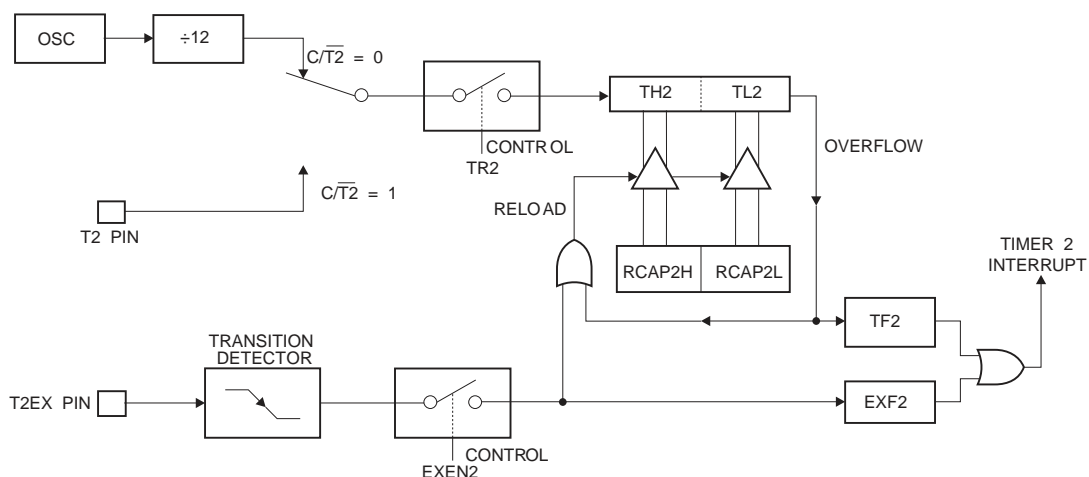 OSC
÷12
C/T2̅ = 0
TH2
TL2
CONTROL
TR2
OVERFLOW
C/T2̅ = 1
RELOAD
T2 PIN
RCAP2H
RCAP2L
TIMER 2
INTERRUPT
TRANSITION
DETECTOR
TF2
T2EX PIN
EXF2
CONTROL
EXEN2